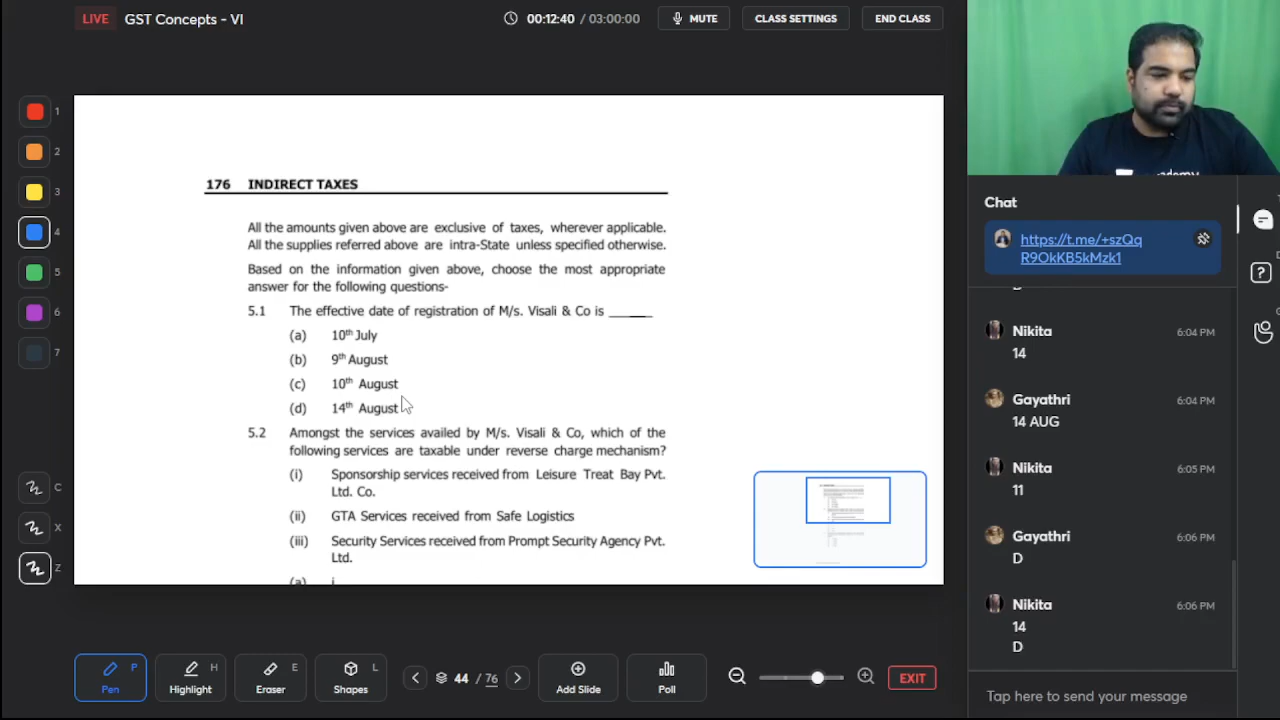 LIVE GST Concepts - VI
00:12:40 / 03:00:00
MUTE
CLASS SETTINGS
END CLASS
1
2
3
4
5
6
7
C
X
Z
176 INDIRECT TAXES
All the amounts given above are exclusive of taxes, wherever applicable.
All the supplies referred above are intra-State unless specified otherwise.
Based on the information given above, choose the most appropriate
answer for the following questions-
5.1 The effective date of registration of M/s. Visali & Co is ______
(a) 10th July
(b) 9th August
(c) 10th August
(d) 14th August
5.2 Amongst the services availed by M/s. Visali & Co, which of the
following services are taxable under reverse charge mechanism?
(i) Sponsorship services received from Leisure Treat Bay Pvt.
Ltd. Co.
(ii) GTA Services received from Safe Logistics
(iii) Security Services received from Prompt Security Agency Pvt.
Ltd.
(a) i
Pen P
Highlight H
Eraser E
Shapes L
44 / 76
Add Slide
Poll
EXIT
Chat
https://t.me/+szQq
R9OkKB5kMzk1
Nikita 6:04 PM
14
Gayathri 6:04 PM
14 AUG
Nikita 6:05 PM
11
Gayathri 6:06 PM
D
Nikita 6:06 PM
14
D
Tap here to send your message